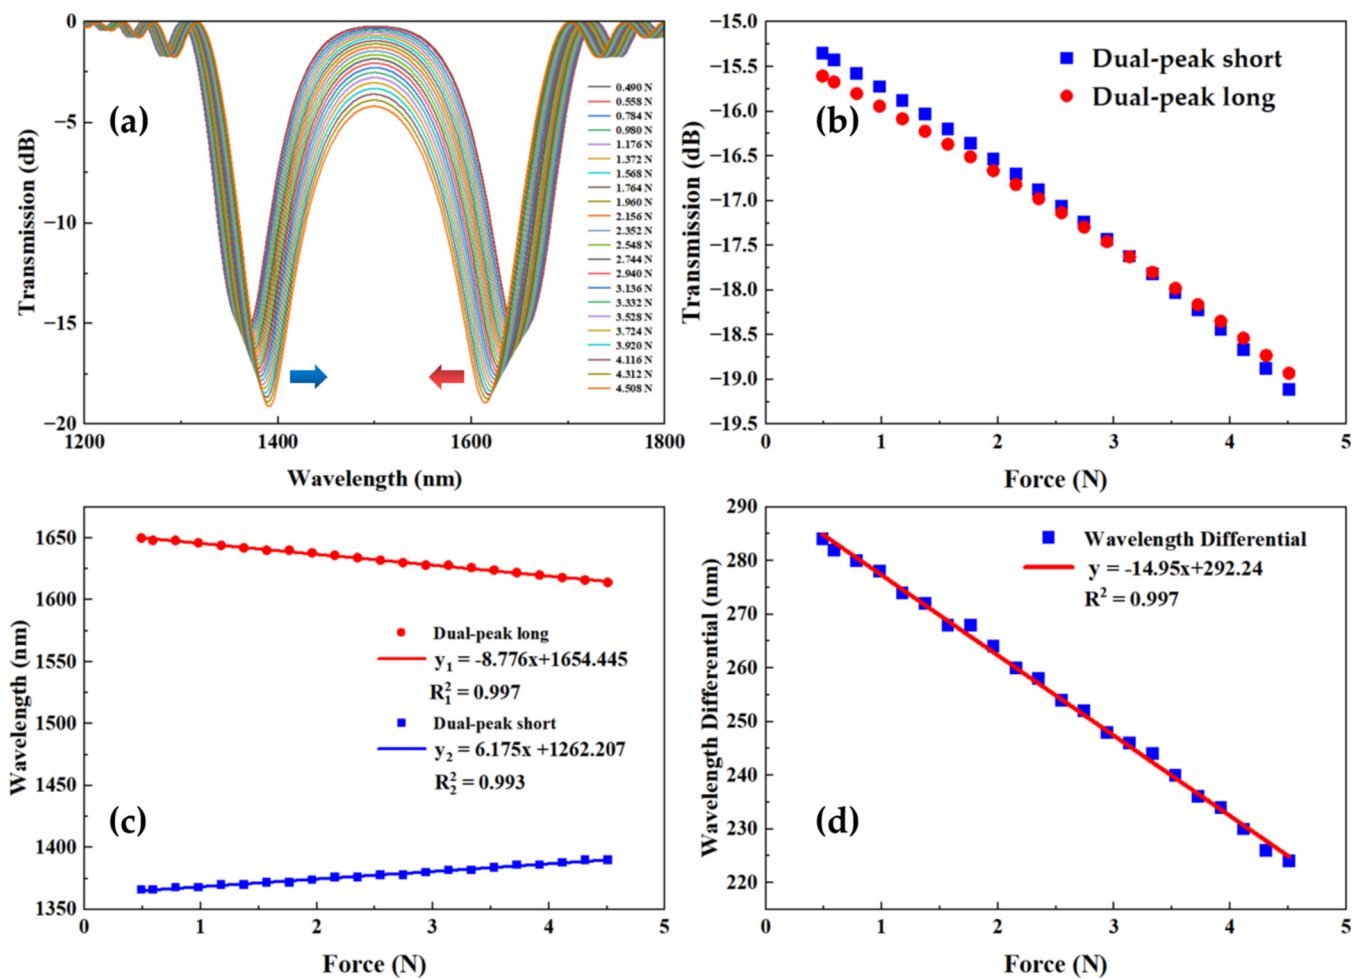 (a)
0
−5
−10
−15
−20
Transmission (dB)
1200
1400
1600
1800
Wavelength (nm)
0.490 N
0.558 N
0.784 N
0.980 N
1.176 N
1.372 N
1.568 N
1.764 N
1.960 N
2.156 N
2.352 N
2.548 N
2.744 N
2.940 N
3.136 N
3.332 N
3.528 N
3.724 N
3.920 N
4.116 N
4.312 N
4.508 N
(b)
−15.0
−15.5
−16.0
−16.5
−17.0
−17.5
−18.0
−18.5
−19.0
−19.5
Transmission (dB)
Dual-peak short
Dual-peak long
0
1
2
3
4
5
Force (N)
(c)
1650
1600
1550
1500
1450
1400
1350
Wavelength (nm)
Dual-peak long
y₁ = -8.776x+1654.445
R₁² = 0.997
Dual-peak short
y₂ = 6.175x +1262.207
R₂² = 0.993
0
1
2
3
4
5
Force (N)
(d)
290
280
270
260
250
240
230
220
Wavelength Differential (nm)
Wavelength Differential
y = -14.95x+292.24
R² = 0.997
0
1
2
3
4
5
Force (N)